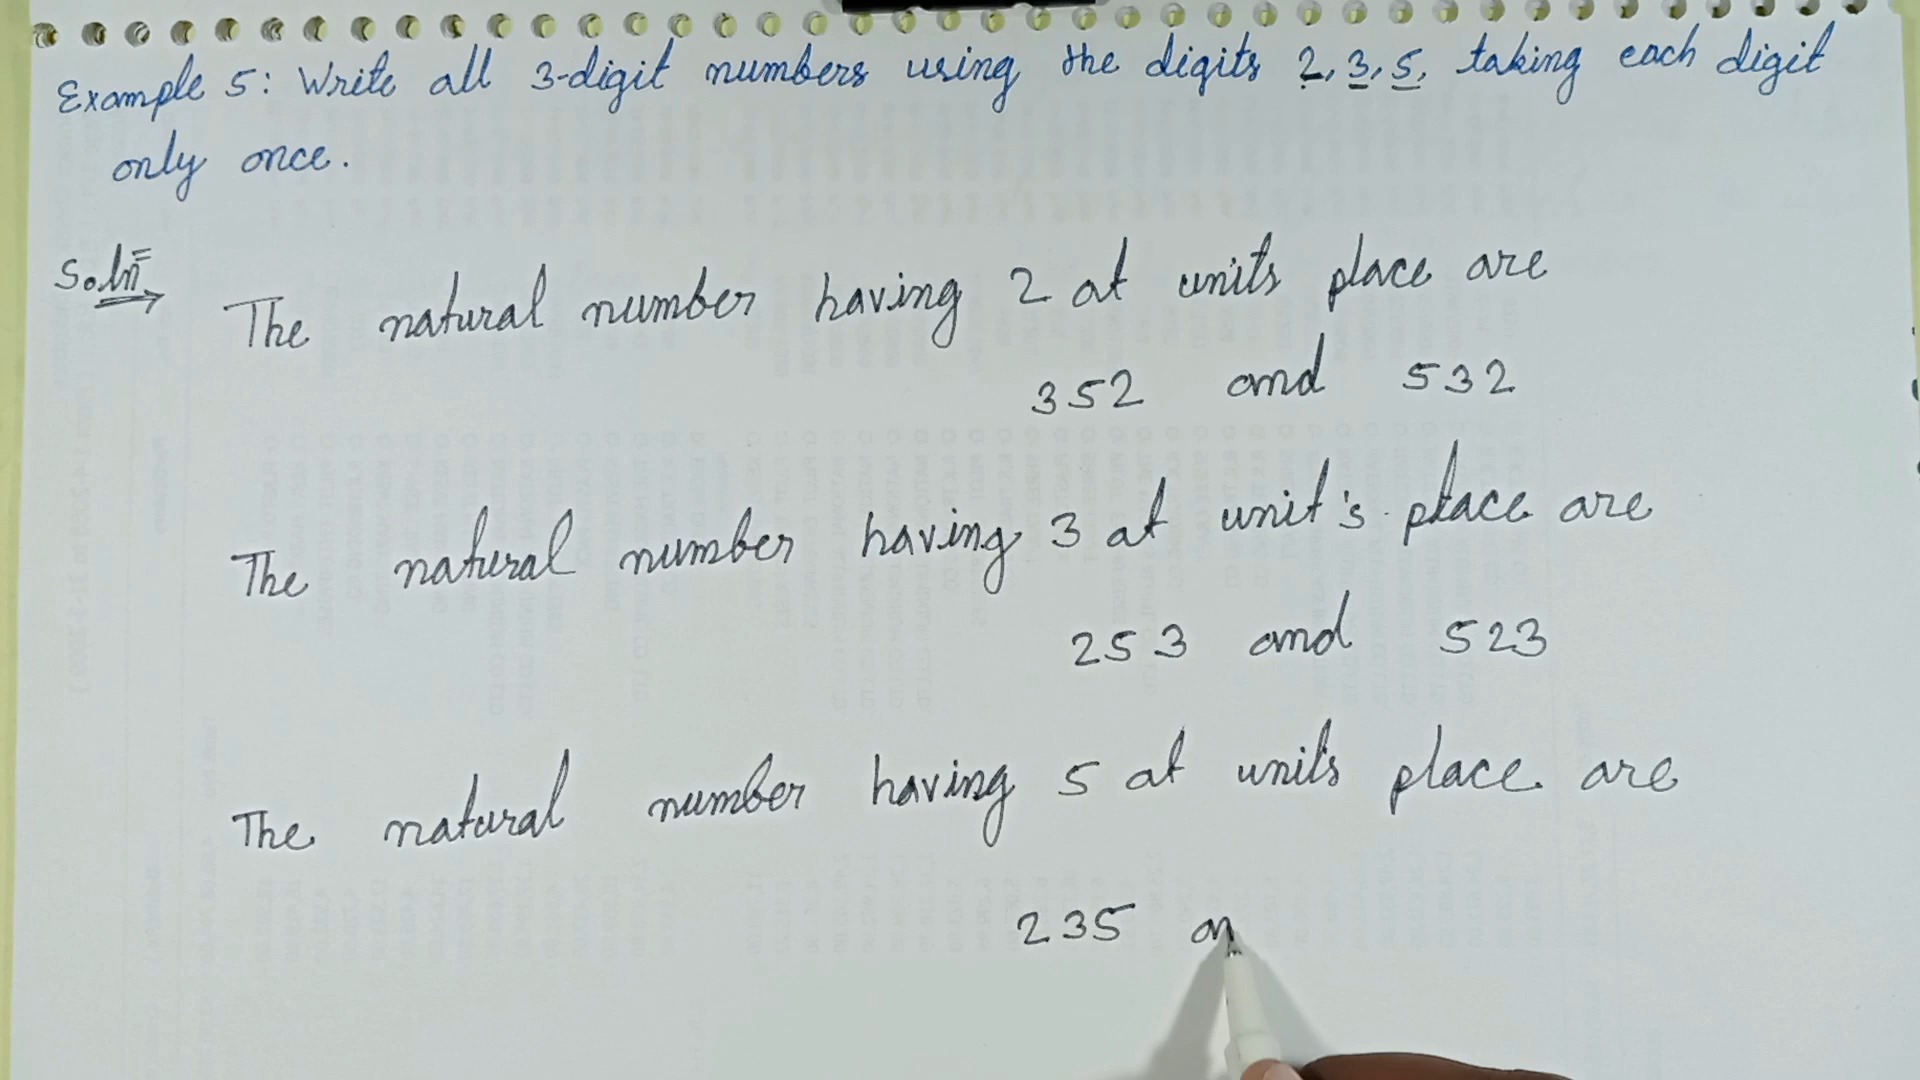 Example 5: Write all 3-digit numbers using the digits 2, 3, 5, taking each digit
only once.
Soln
The natural number having 2 at units place are
352 and 532
The natural number having 3 at unit's place are
253 and 523
The natural number having 5 at unit's place are
235 an